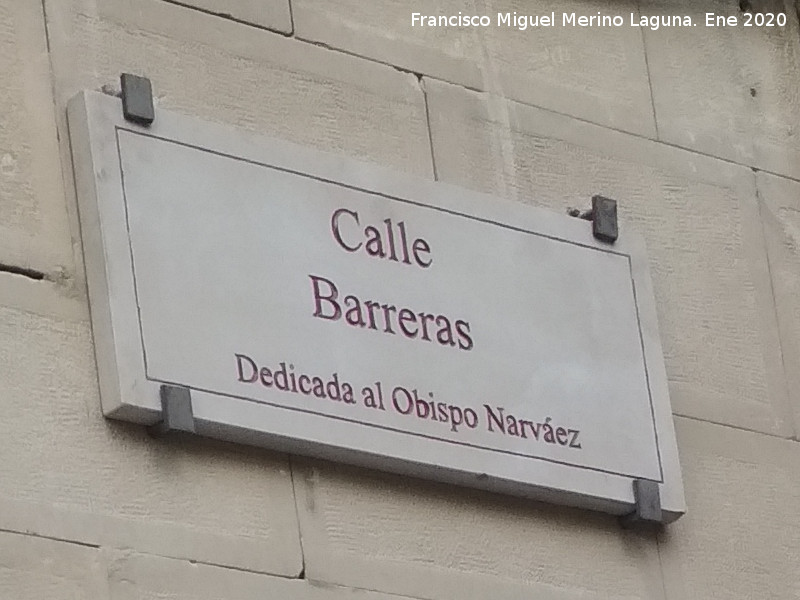 Francisco Miguel Merino Laguna. Ene 2020
Calle
Barreras
Dedicada al Obispo Narváez